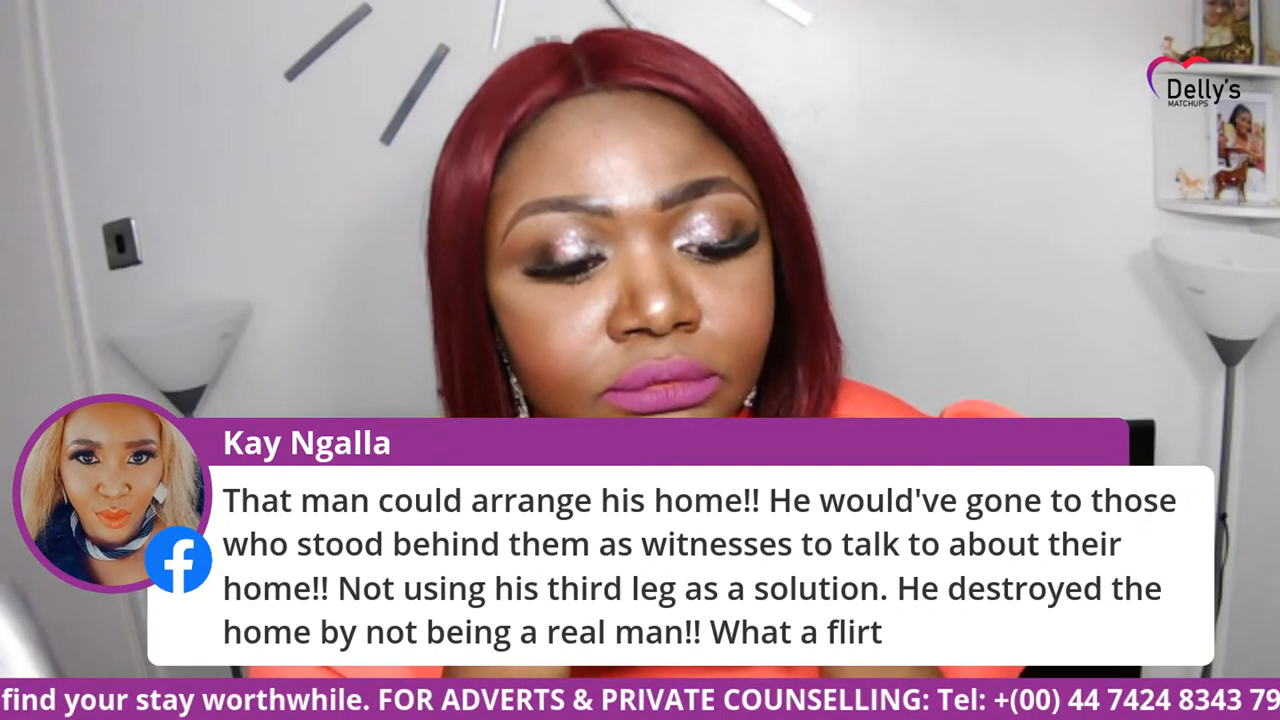 Delly's
MATCHUPS
Kay Ngalla
That man could arrange his home!! He would've gone to those
who stood behind them as witnesses to talk to about their
home!! Not using his third leg as a solution. He destroyed the
home by not being a real man!! What a flirt
find your stay worthwhile. FOR ADVERTS & PRIVATE COUNSELLING: Tel: +(00) 44 7424 8343 79